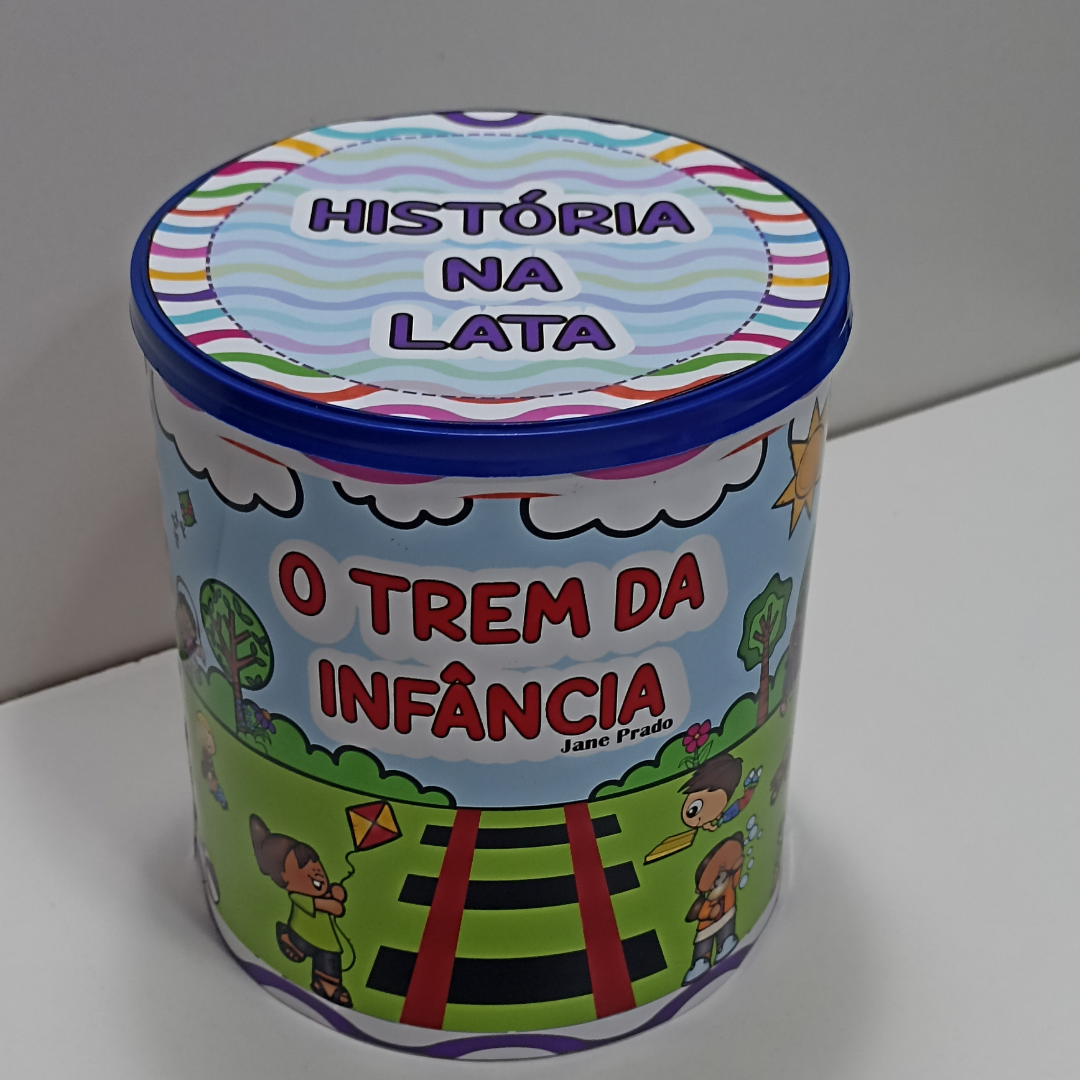 HISTÓRIA
NA
LATA
O TREM DA
INFÂNCIA
Jane Prado